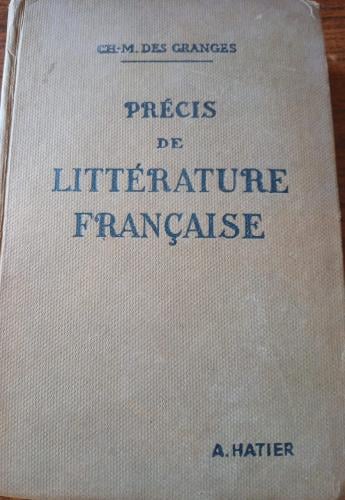 CH-M. DES GRANGES
PRÉCIS
DE
LITTÉRATURE
FRANÇAISE
A. HATIER